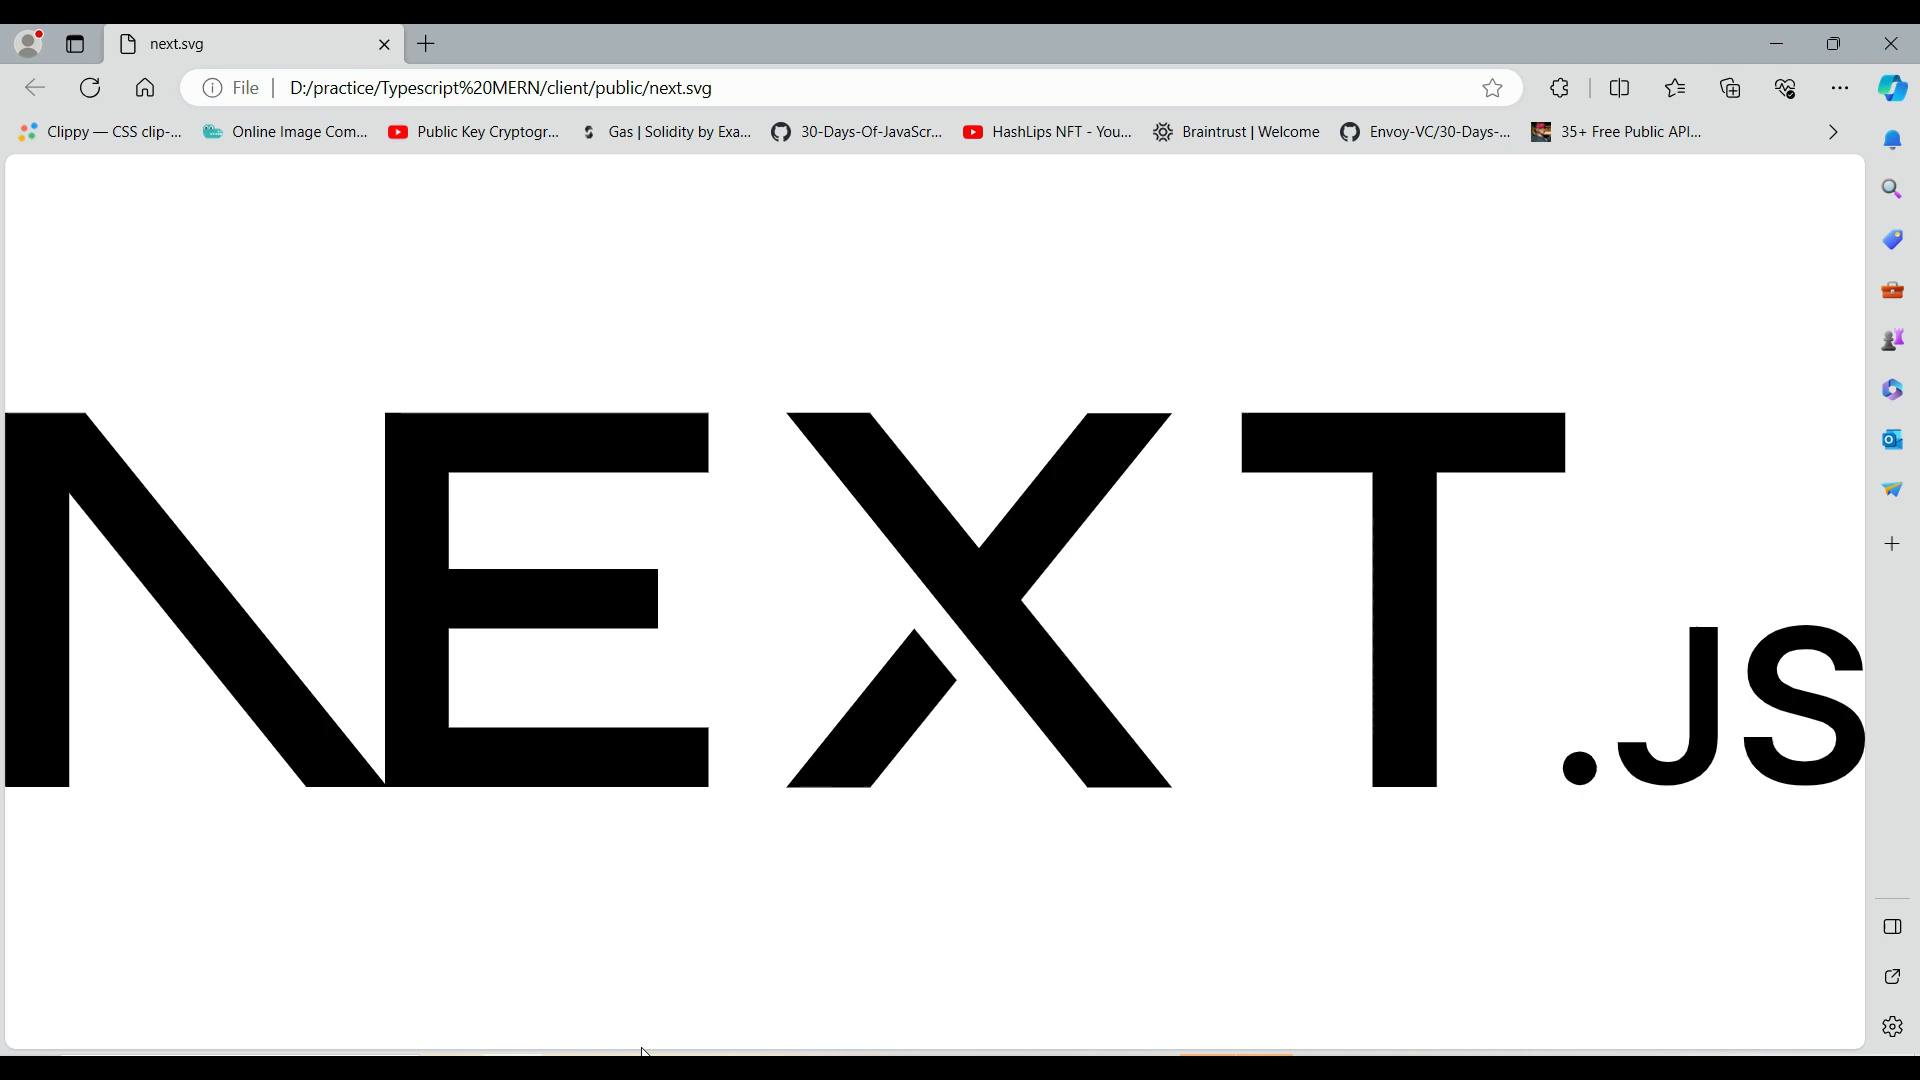 next.svg
File D:/practice/Typescript%20MERN/client/public/next.svg
Clippy — CSS clip-... Online Image Com... Public Key Cryptogr... Gas | Solidity by Exa... 30-Days-Of-JavaScr... HashLips NFT - You... Braintrust | Welcome Envoy-VC/30-Days-... 35+ Free Public API...
NEXT.JS